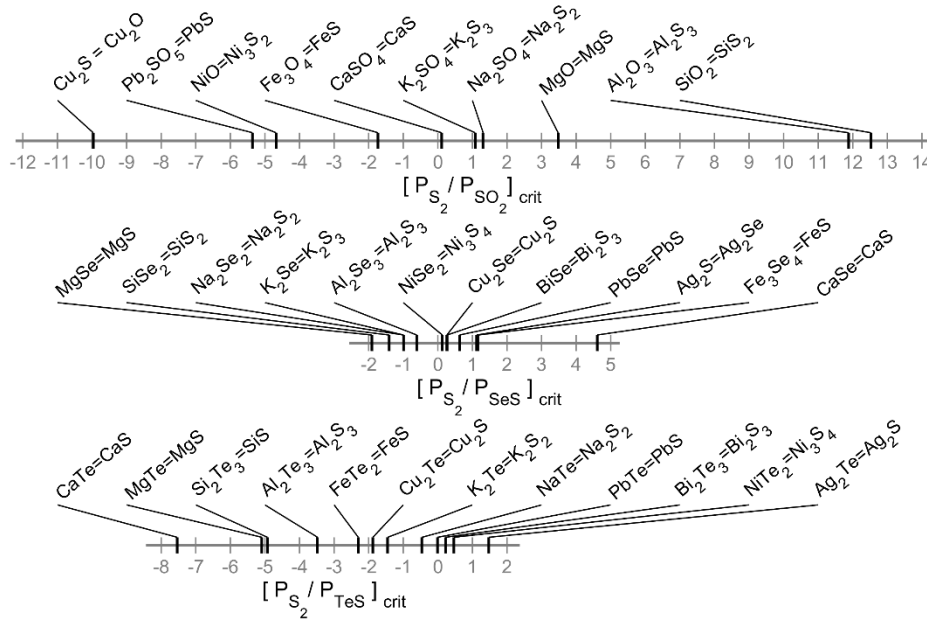 Cu₂S = Cu₂O
Pb₂SO₅=PbS
NiO=Ni₃S₂
Fe₃O₄=FeS
CaSO₄=CaS
K₂SO₄=K₂S₃
Na₂SO₄=Na₂S₂
MgO=MgS
Al₂O₃=Al₂S₃
SiO₂=SiS₂
-12 -11 -10 -9 -8 -7 -6 -5 -4 -3 -2 -1 0 1 2 3 4 5 6 7 8 9 10 11 12 13 14
[ P_S₂ / P_SO₂ ] crit
MgSe=MgS
SiSe₂=SiS₂
Na₂Se₂=Na₂S₂
K₂Se=K₂S₃
Al₂Se₃=Al₂S₃
NiSe₂=Ni₃S₄
Cu₂Se=Cu₂S
BiSe=Bi₂S₃
PbSe=PbS
Ag₂S=Ag₂Se
Fe₃Se₄=FeS
CaSe=CaS
-2 -1 0 1 2 3 4 5
[ P_S₂ / P_SeS ] crit
CaTe=CaS
MgTe=MgS
Si₂Te₃=SiS
Al₂Te₃=Al₂S₃
FeTe₂=FeS
Cu₂Te=Cu₂S
K₂Te=K₂S₂
NaTe=Na₂S₂
PbTe=PbS
Bi₂Te₃=Bi₂S₃
NiTe₂=Ni₃S₄
Ag₂Te=Ag₂S
-8 -7 -6 -5 -4 -3 -2 -1 0 1 2
[ P_S₂ / P_TeS ] crit